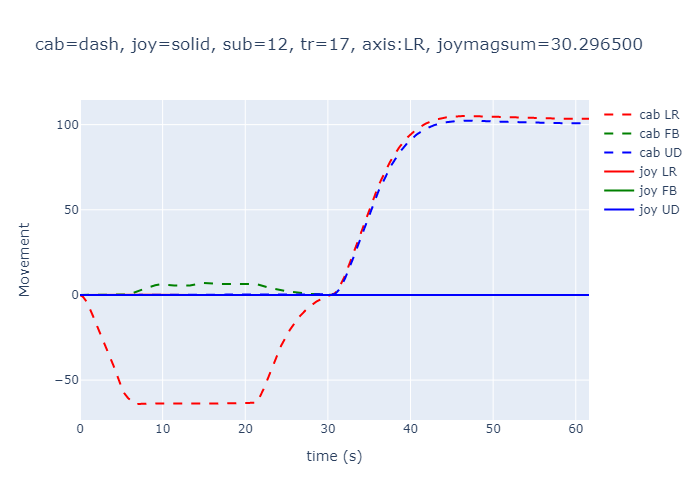 cab=dash, joy=solid, sub=12, tr=17, axis:LR, joymagsum=30.296500
cab LR
cab FB
cab UD
joy LR
joy FB
joy UD
100
50
0
−50
Movement
0 10 20 30 40 50 60
time (s)